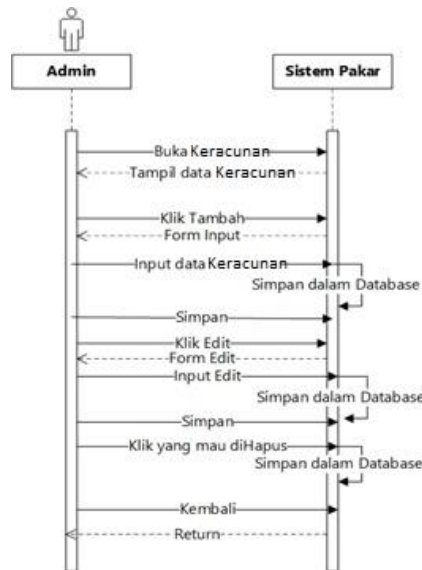 Admin
Sistem Pakar
Buka Keracunan
Tampil data Keracunan
Klik Tambah
Form Input
Input data Keracunan
Simpan dalam Database
Simpan
Klik Edit
Form Edit
Input Edit
Simpan dalam Database
Simpan
Klik yang mau diHapus
Simpan dalam Database
Kembali
Return